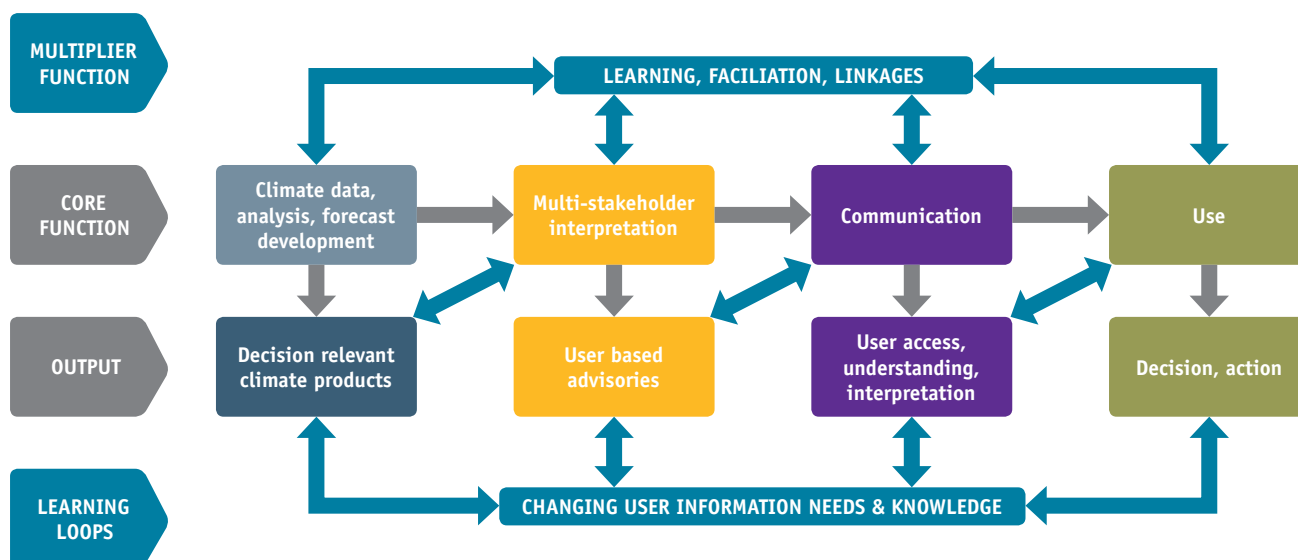 MULTIPLIER
FUNCTION
LEARNING, FACILIATION, LINKAGES
CORE
FUNCTION
Climate data,
analysis, forecast
development
Multi-stakeholder
interpretation
Communication
Use
OUTPUT
Decision relevant
climate products
User based
advisories
User access,
understanding,
interpretation
Decision, action
LEARNING
LOOPS
CHANGING USER INFORMATION NEEDS & KNOWLEDGE